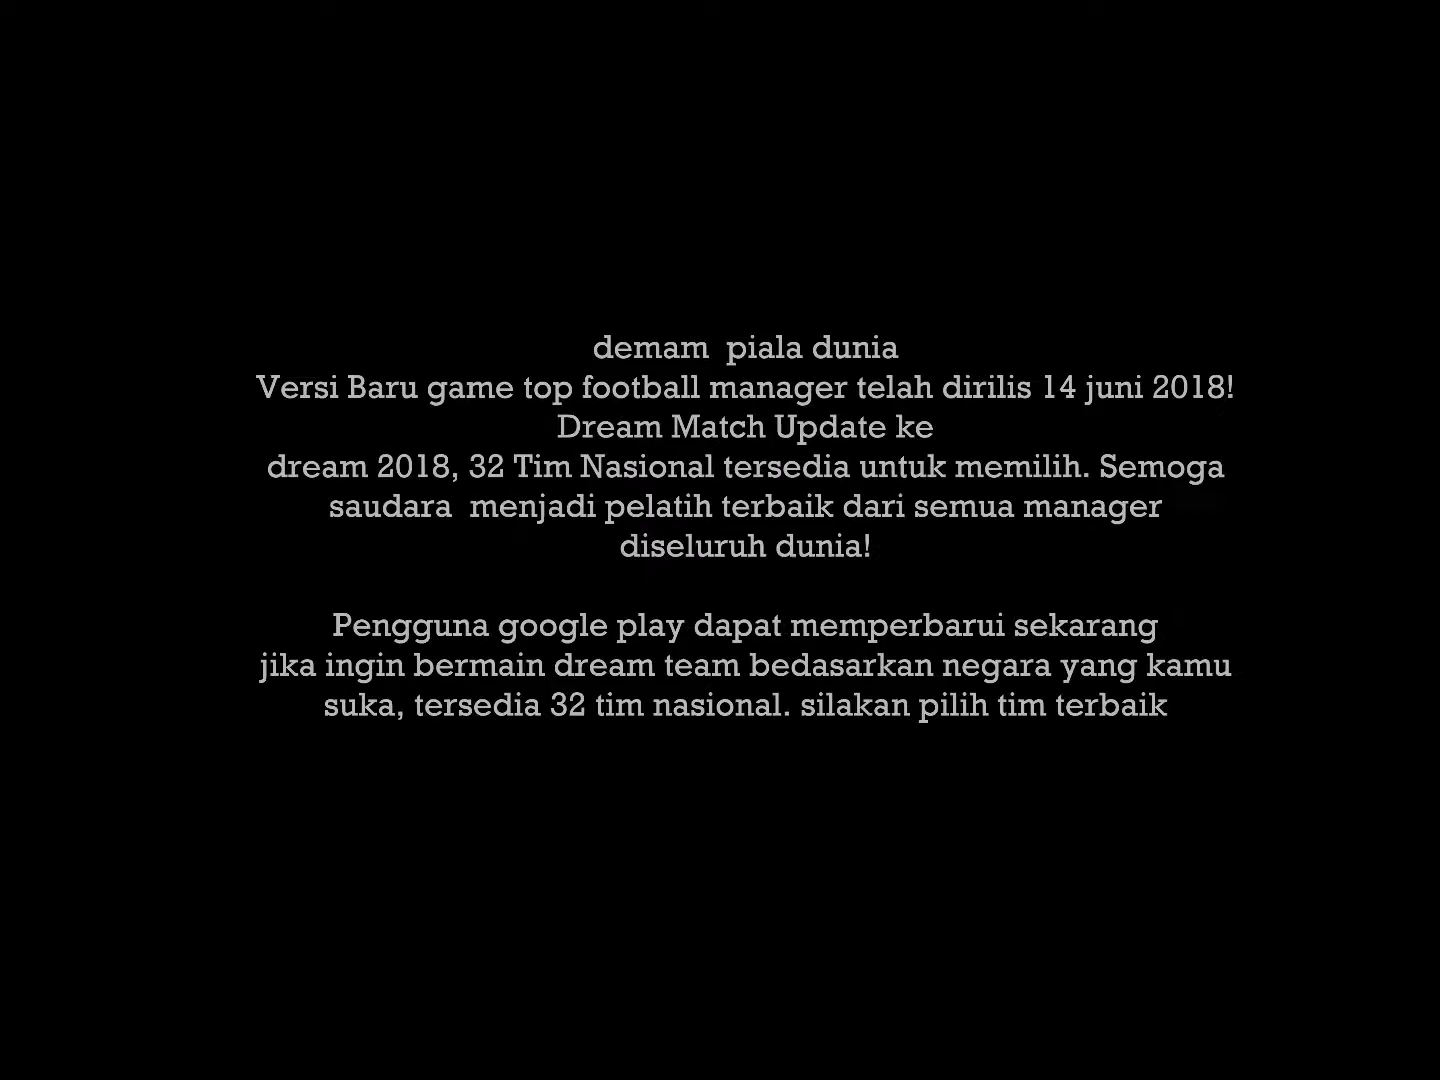 demam  piala dunia
Versi Baru game top football manager telah dirilis 14 juni 2018!
Dream Match Update ke
dream 2018, 32 Tim Nasional tersedia untuk memilih. Semoga
saudara  menjadi pelatih terbaik dari semua manager
diseluruh dunia!
Pengguna google play dapat memperbarui sekarang
jika ingin bermain dream team bedasarkan negara yang kamu
suka, tersedia 32 tim nasional. silakan pilih tim terbaik